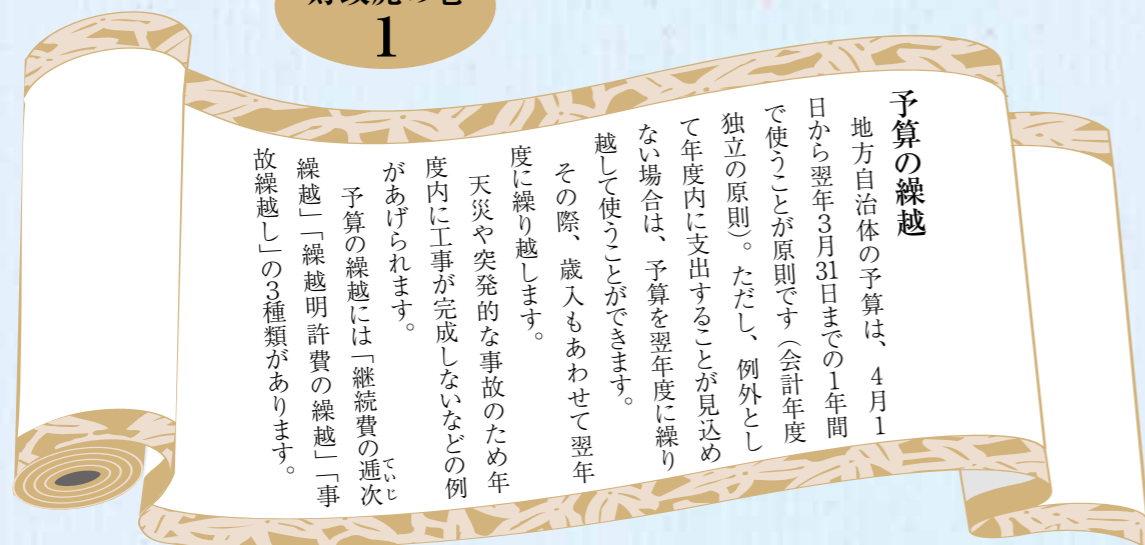 1
予算の繰越
地方自治体の予算は、4月1
日から翌年3月31日までの1年間
で使うことが原則です（会計年度
独立の原則）。ただし、例外とし
て年度内に支出することが見込め
ない場合は、予算を翌年度に繰り
越して使うことができます。
その際、歳入もあわせて翌年
度に繰り越します。
天災や突発的な事故のため年
度内に工事が完成しないなどの例
があげられます。
予算の繰越には「継続費の逓次
ていじ
繰越」「繰越明許費の繰越」「事
故繰越し」の3種類があります。